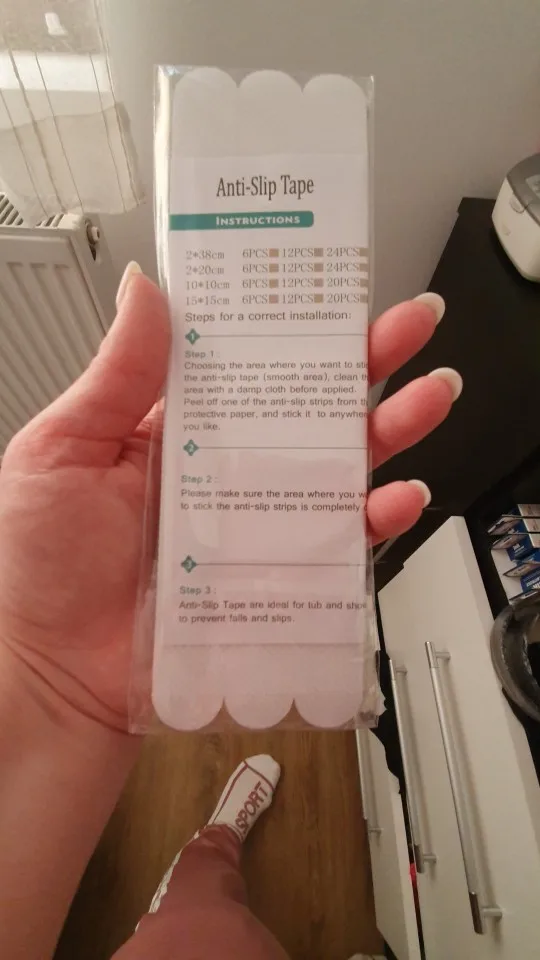 Anti-Slip Tape
INSTRUCTIONS
2*38cm 6PCS 12PCS 24PCS
2*20cm 6PCS 12PCS 24PCS
10*10cm 6PCS 12PCS 20PCS
15*15cm 6PCS 12PCS 20PCS
Steps for a correct installation:
1
Step 1:
Choosing the area where you want to
the anti-slip tape (smooth area), clean
area with a damp cloth before applied.
Peel off one of the anti-slip strips from
protective paper, and stick it to
you like.
2
Step 2:
Please make sure the area where you
to stick the anti-slip strips is completely
3
Step 3:
Anti-Slip Tape are ideal for tub and
to prevent falls and slips.
SPORT